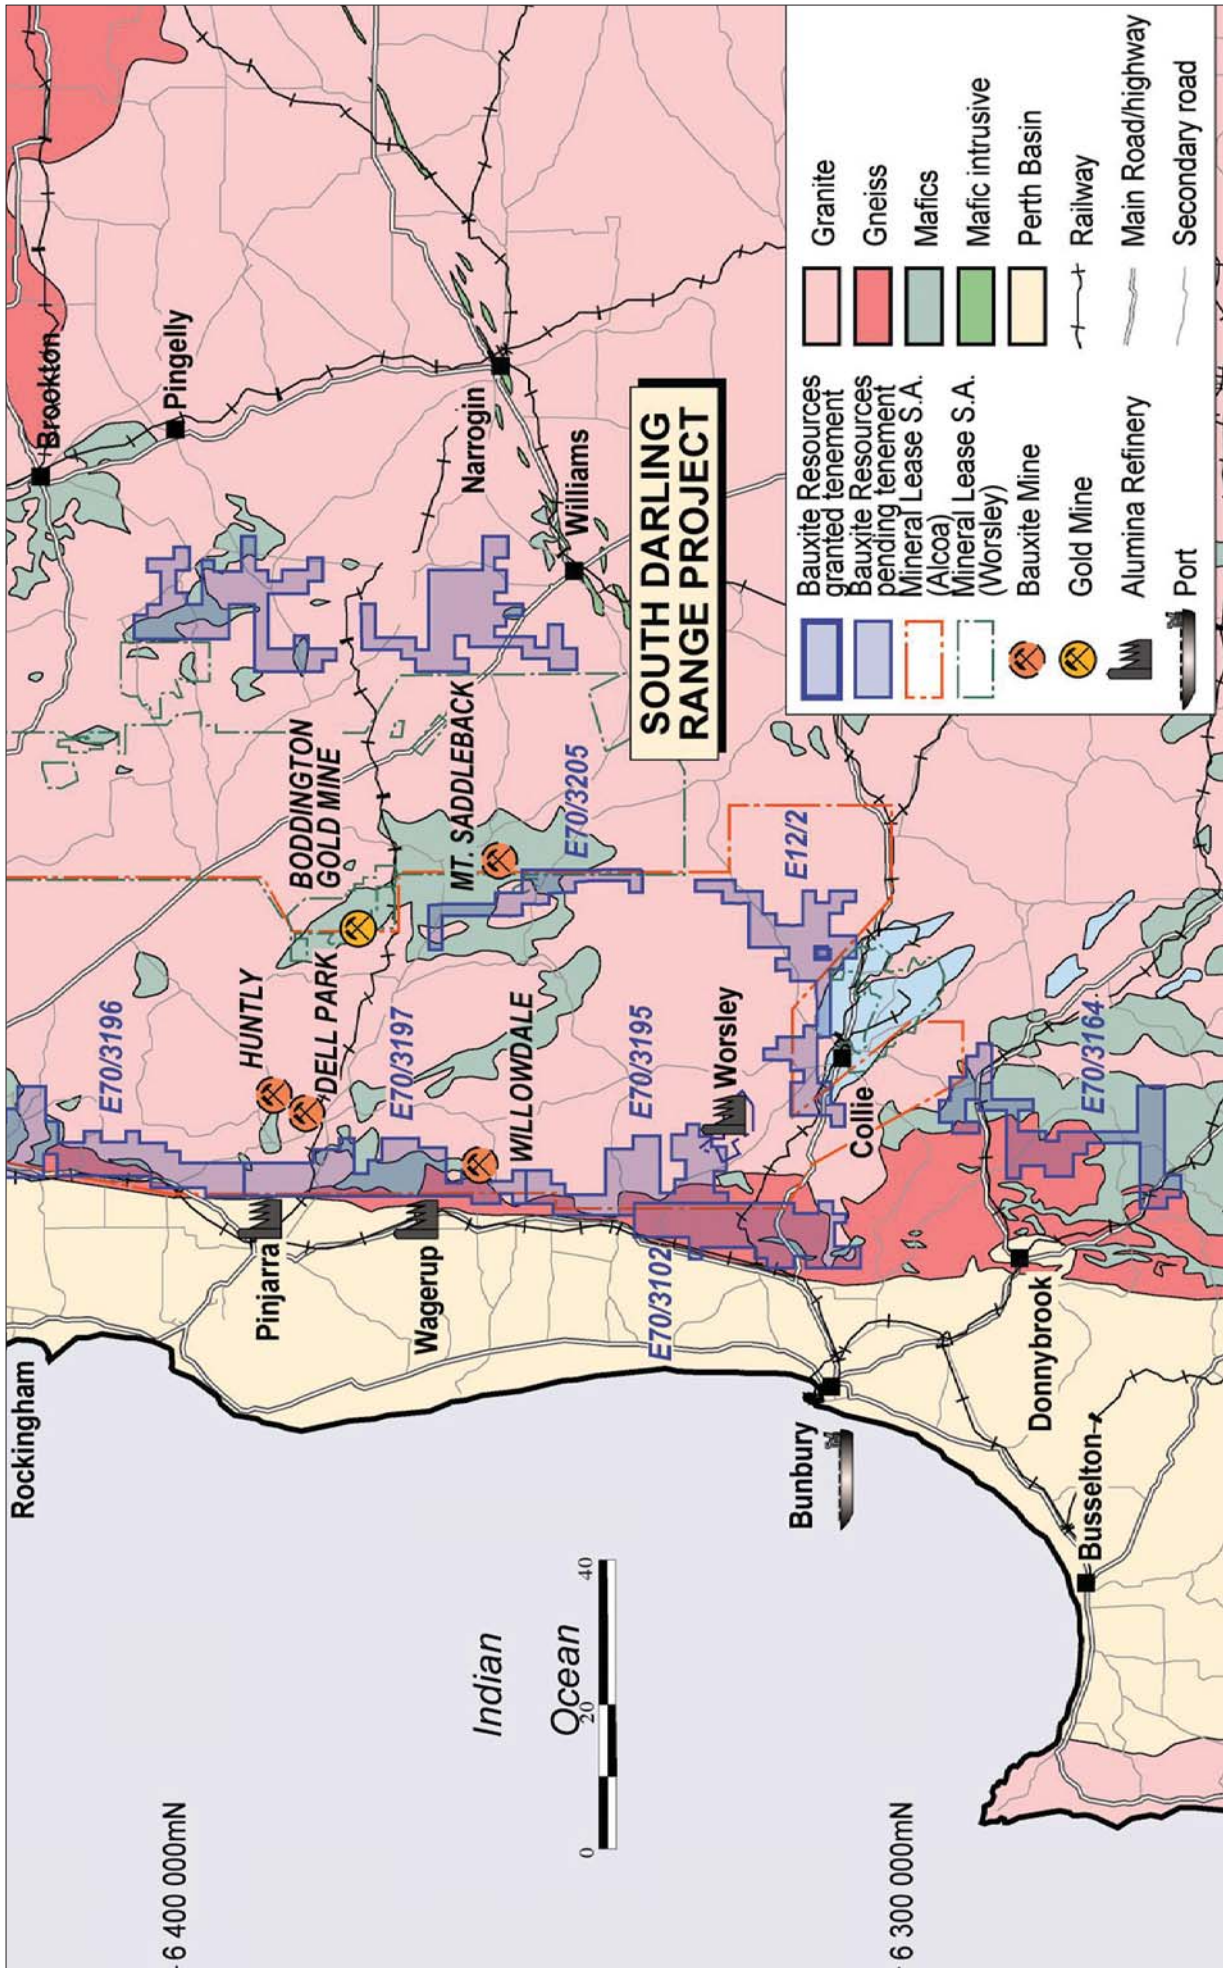 Rockingham
Brookton
Pingelly
Narrogin
Williams
SOUTH DARLING
RANGE PROJECT
BODDINGTON
GOLD MINE
MT. SADDLEBACK
E70/3205
E12/2
HUNTLY
DELL PARK
E70/3196
E70/3197
WILLOWDALE
E70/3195
Worsley
Collie
E70/3164
Pinjarra
Wagerup
E70/3102
Bunbury
Donnybrook
Busselton
Indian
Ocean
0
20
40
6 400 000mN
6 300 000mN
Bauxite Resources
granted tenement
Bauxite Resources
pending tenement
Mineral Lease S.A.
(Alcoa)
Mineral Lease S.A.
(Worsley)
Bauxite Mine
Gold Mine
Alumina Refinery
Port
Granite
Gneiss
Mafics
Mafic intrusive
Perth Basin
Railway
Main Road/highway
Secondary road